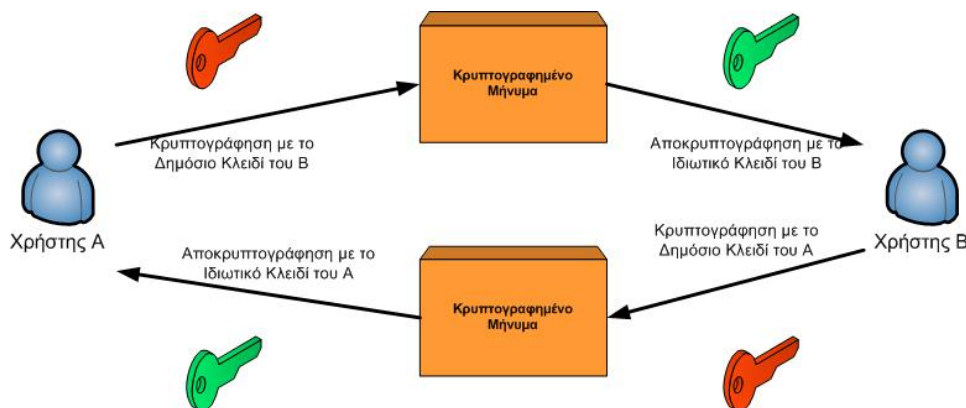 Κρυπτογραφημένο
Μήνυμα
Κρυπτογράφηση με το
Δημόσιο Κλειδί του Β
Αποκρυπτογράφηση με το
Ιδιωτικό Κλειδί του Β
Χρήστης Α
Χρήστης Β
Αποκρυπτογράφηση με το
Ιδιωτικό Κλειδί του Α
Κρυπτογραφημένο
Μήνυμα
Κρυπτογράφηση με το
Δημόσιο Κλειδί του Α